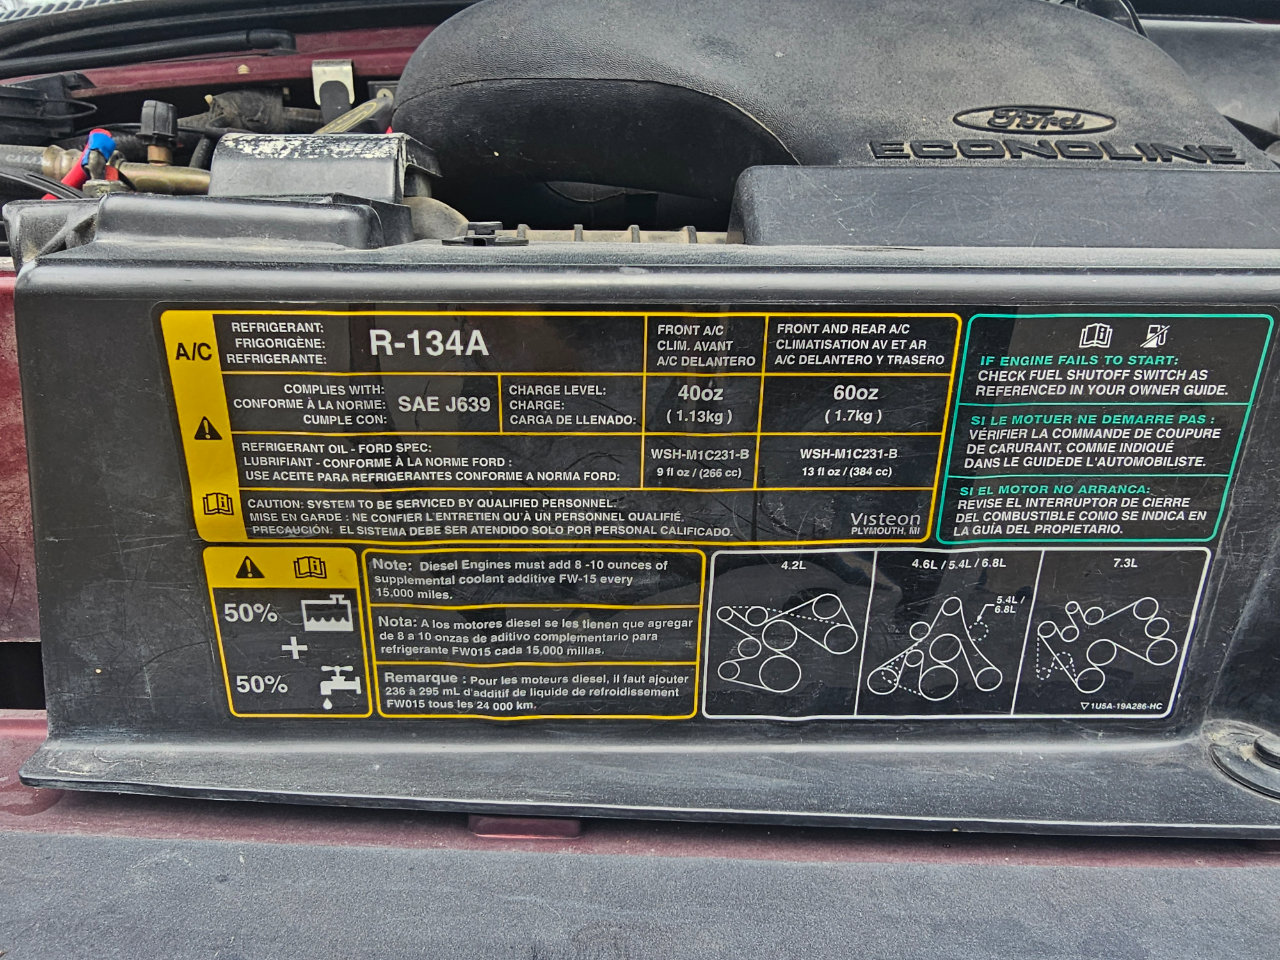 Ford
ECONOLINE
A/C
REFRIGERANT:
FRIGORIGÈNE:
REFRIGERANTE:
R-134A
FRONT A/C
CLIM. AVANT
A/C DELANTERO
FRONT AND REAR A/C
CLIMATISATION AV ET AR
A/C DELANTERO Y TRASERO
COMPLIES WITH:
CONFORME À LA NORME:
CUMPLE CON:
SAE J639
CHARGE LEVEL:
CHARGE:
CARGA DE LLENADO:
40oz
( 1.13kg )
60oz
( 1.7kg )
REFRIGERANT OIL - FORD SPEC:
LUBRIFIANT - CONFORME À LA NORME FORD :
USE ACEITE PARA REFRIGERANTES CONFORME A NORMA FORD:
WSH-M1C231-B
9 fl oz / (266 cc)
WSH-M1C231-B
13 fl oz / (384 cc)
CAUTION: SYSTEM TO BE SERVICED BY QUALIFIED PERSONNEL.
MISE EN GARDE : NE CONFIER L'ENTRETIEN QU'À UN PERSONNEL QUALIFIÉ.
PRECAUCIÓN: EL SISTEMA DEBE SER ATENDIDO SOLO POR PERSONAL CALIFICADO.
Visteon
PLYMOUTH, MI
IF ENGINE FAILS TO START:
CHECK FUEL SHUTOFF SWITCH AS
REFERENCED IN YOUR OWNER GUIDE.
SI LE MOTUER NE DEMARRE PAS :
VÉRIFIER LA COMMANDE DE COUPURE
DE CARURANT, COMME INDIQUÉ
DANS LE GUIDEDE L'AUTOMOBILISTE.
SI EL MOTOR NO ARRANCA:
REVISE EL INTERRUPTOR DE CIERRE
DEL COMBUSTIBLE COMO SE INDICA EN
LA GUÍA DEL PROPIETARIO.
50%
+
50%
Note: Diesel Engines must add 8 -10 ounces of
supplemental coolant additive FW-15 every
15,000 miles.
Nota: A los motores diesel se les tienen que agregar
de 8 a 10 onzas de aditivo complementario para
refrigerante FW015 cada 15,000 millas.
Remarque : Pour les moteurs diesel, il faut ajouter
236 à 295 mL d'additif de liquide de refroidissement
FW015 tous les 24 000 km.
4.2L
4.6L / 5.4L / 6.8L
5.4L /
6.8L
7.3L
1U5A-19A286-HC